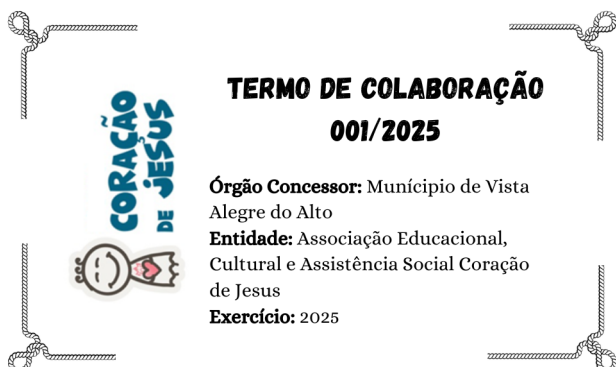 TERMO DE COLABORAÇÃO
001/2025
CORAÇÃO
DE JESUS
Órgão Concessor: Munícipio de Vista
Alegre do Alto
Entidade: Associação Educacional,
Cultural e Assistência Social Coração
de Jesus
Exercício: 2025